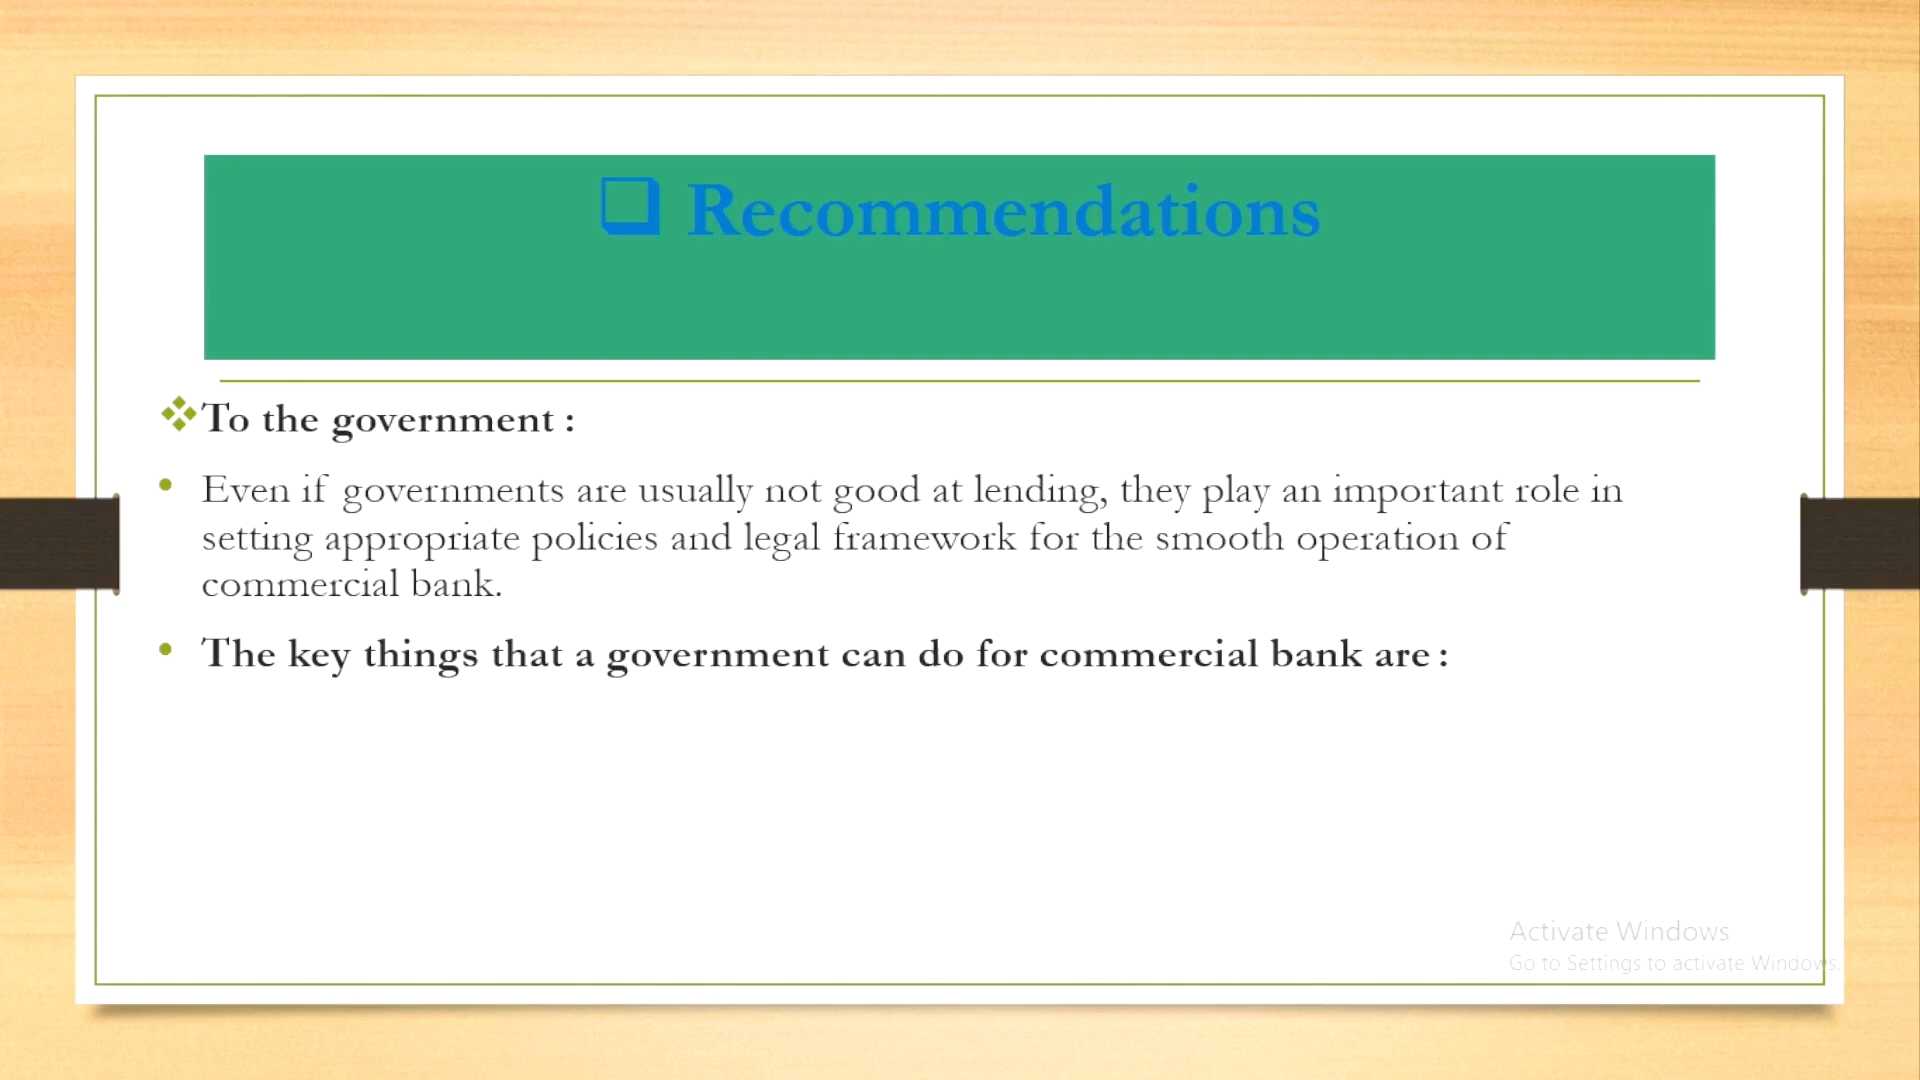 ❑ Recommendations
❖To the government :
• Even if governments are usually not good at lending, they play an important role in
setting appropriate policies and legal framework for the smooth operation of
commercial bank.
• The key things that a government can do for commercial bank are :
Activate Windows
Go to Settings to activate Windows.